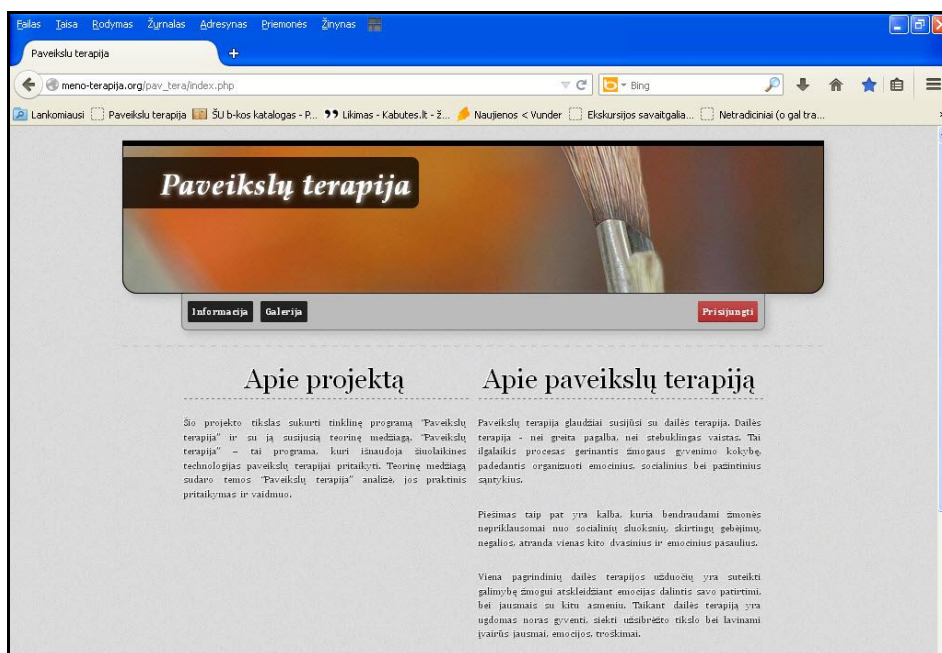 Failas Taisa Rodymas Žurnalas Adresynas Priemonės Žinynas
Paveikslu terapija
meno-terapija.org/pav_tera/index.php
Bing
Lankomiausi Paveikslu terapija ŠU b-kos katalogas - P... Likimas - Kabutes.lt - ž... Naujienos < Vunder Ekskursijos savaitgalia... Netradiciniai (o gal tra...
Paveikslų terapija
Informacija Galerija Prisijungti
Apie projektą
Šio projekto tikslas sukurti tinklinę programą "Paveikslų
terapija" ir su ją susijusią teorinę medžiagą. "Paveikslų
terapija" – tai programa, kuri išnaudoja šiuolaikines
technologijas paveikslų terapijai pritaikyti. Teorinę medžiagą
sudaro temos "Paveikslų terapija" analizė, jos praktinis
pritaikymas ir vaidmuo.
Apie paveikslų terapiją
Paveikslų terapija glaudžiai susijūsi su dailės terapija. Dailės
terapija - nei greita pagalba, nei stebuklingas vaistas. Tai
ilgalaikis procesas gerinantis žmogaus gyvenimo kokybę,
padedantis organizuoti emocinius, socialinius bei pažintinius
santykius.
Piešimas taip pat yra kalba, kuria bendraudami žmonės
nepriklausomai nuo socialinių sluoksnių, skirtingų gebėjimų,
negalios, atranda vienas kito dvasinius ir emocinius pasaulius.
Viena pagrindinių dailės terapijos užduočių yra suteikti
galimybę žmogui atskleidžiant emocijas dalintis savo patirtimi,
bei jausmais su kitu asmeniu. Taikant dailės terapiją yra
ugdomas noras gyventi, siekti užsibrėžto tikslo bei lavinami
įvairūs jausmai, emocijos, troškimai.